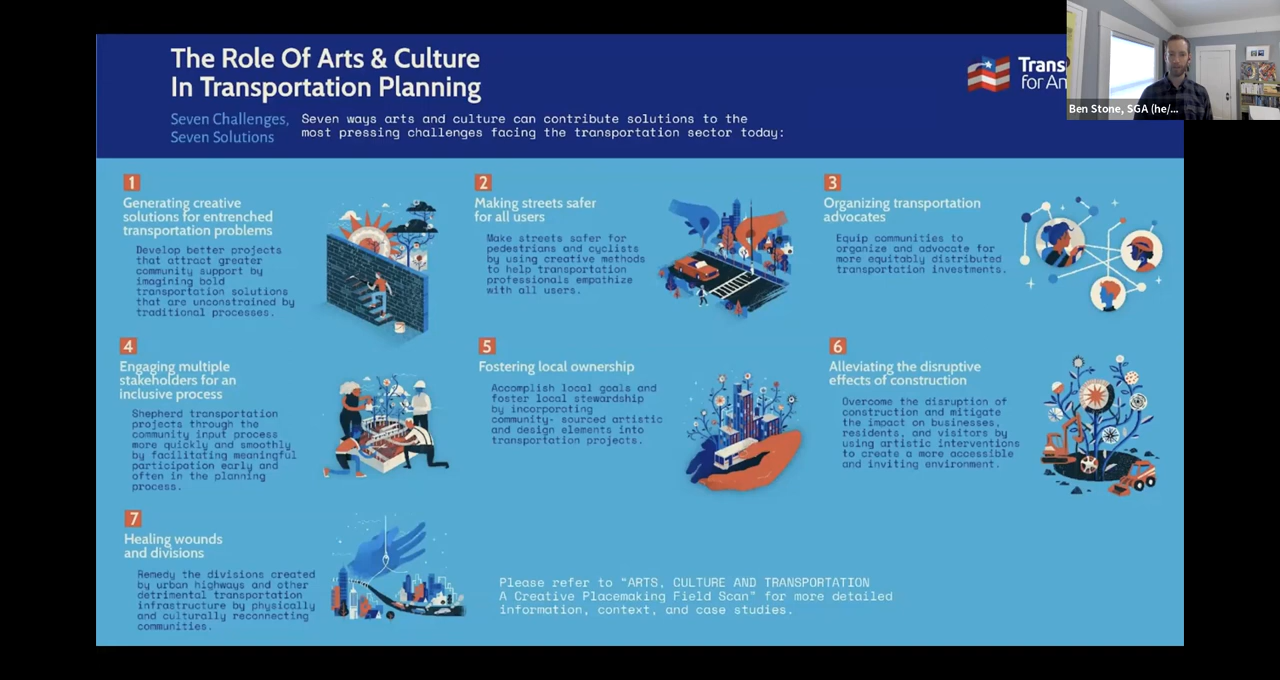 The Role Of Arts & Culture
In Transportation Planning
Seven Challenges,
Seven Solutions
Seven ways arts and culture can contribute solutions to the
most pressing challenges facing the transportation sector today:
Trans
for Am
Ben Stone, SGA (he/...
1
Generating creative
solutions for entrenched
transportation problems
Develop better projects
that attract greater
community support by
imagining bold
transportation solutions
that are unconstrained by
traditional processes.
2
Making streets safer
for all users
Make streets safer for
pedestrians and cyclists
by using creative methods
to help transportation
professionals empathize
with all users.
3
Organizing transportation
advocates
Equip communities to
organize and advocate for
more equitably distributed
transportation investments.
4
Engaging multiple
stakeholders for an
inclusive process
Shepherd transportation
projects through the
community input process
more quickly and smoothly
by facilitating meaningful
participation early and
often in the planning
process.
5
Fostering local ownership
Accomplish local goals and
foster local stewardship
by incorporating
community- sourced artistic
and design elements into
transportation projects.
6
Alleviating the disruptive
effects of construction
Overcome the disruption of
construction and mitigate
the impact on businesses,
residents, and visitors by
using artistic interventions
to create a more accessible
and inviting environment.
7
Healing wounds
and divisions
Remedy the divisions created
by urban highways and other
detrimental transportation
infrastructure by physically
and culturally reconnecting
communities.
Please refer to “ARTS, CULTURE AND TRANSPORTATION
A Creative Placemaking Field Scan” for more detailed
information, context, and case studies.